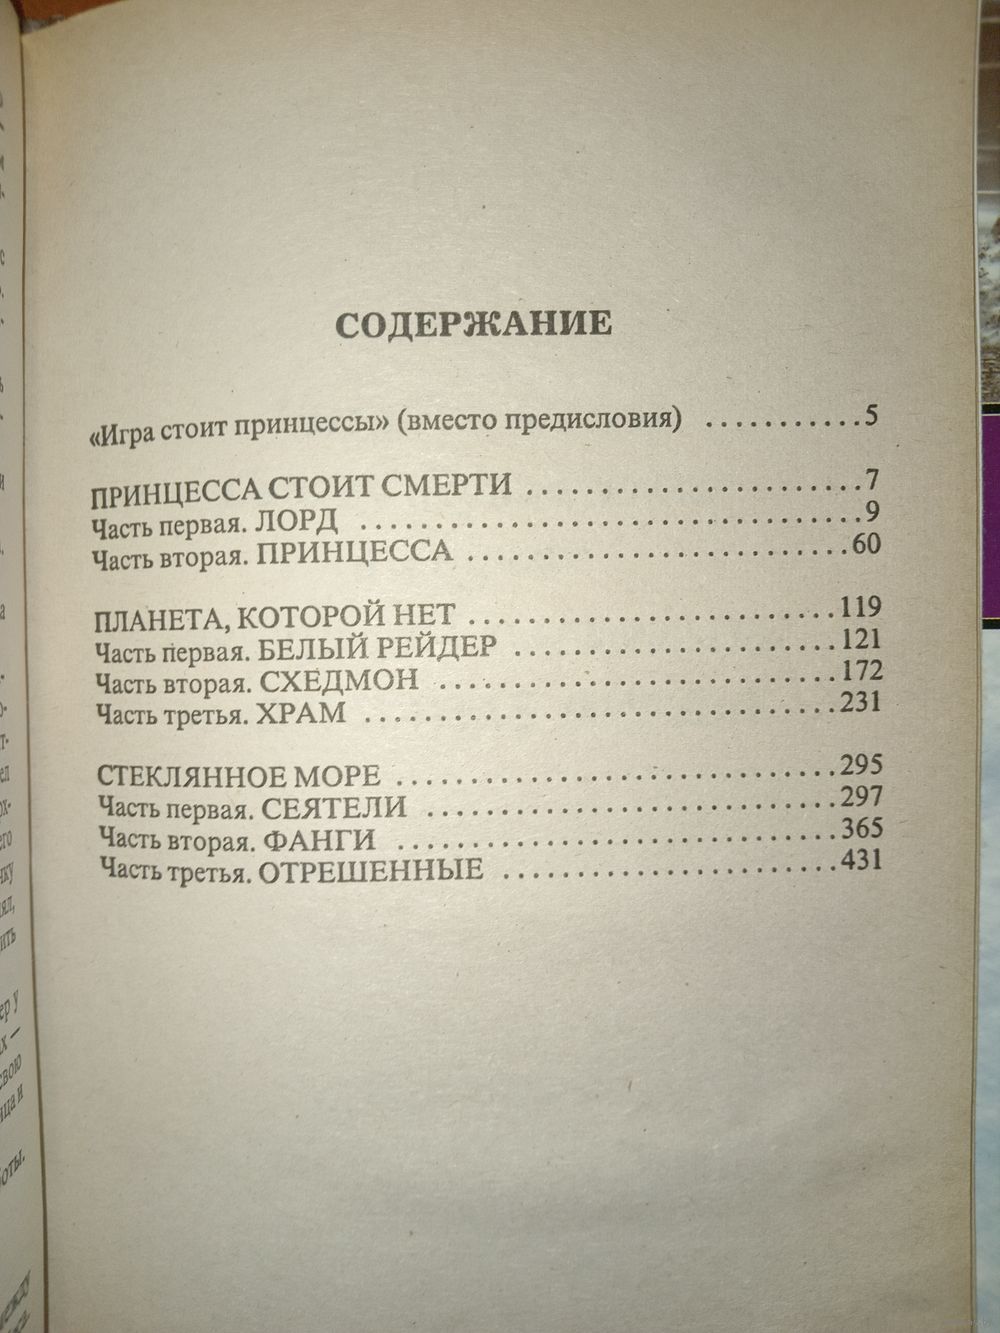 СОДЕРЖАНИЕ
«Игра стоит принцессы» (вместо предисловия) ...........5
ПРИНЦЕССА СТОИТ СМЕРТИ .......................7
Часть первая. ЛОРД ..................................9
Часть вторая. ПРИНЦЕССА ..........................60
ПЛАНЕТА, КОТОРОЙ НЕТ .........................119
Часть первая. БЕЛЫЙ РЕЙДЕР ......................121
Часть вторая. СХЕДМОН ...........................172
Часть третья. ХРАМ ................................231
СТЕКЛЯННОЕ МОРЕ ..............................295
Часть первая. СЕЯТЕЛИ ............................297
Часть вторая. ФАНГИ ..............................365
Часть третья. ОТРЕШЕННЫЕ .......................431